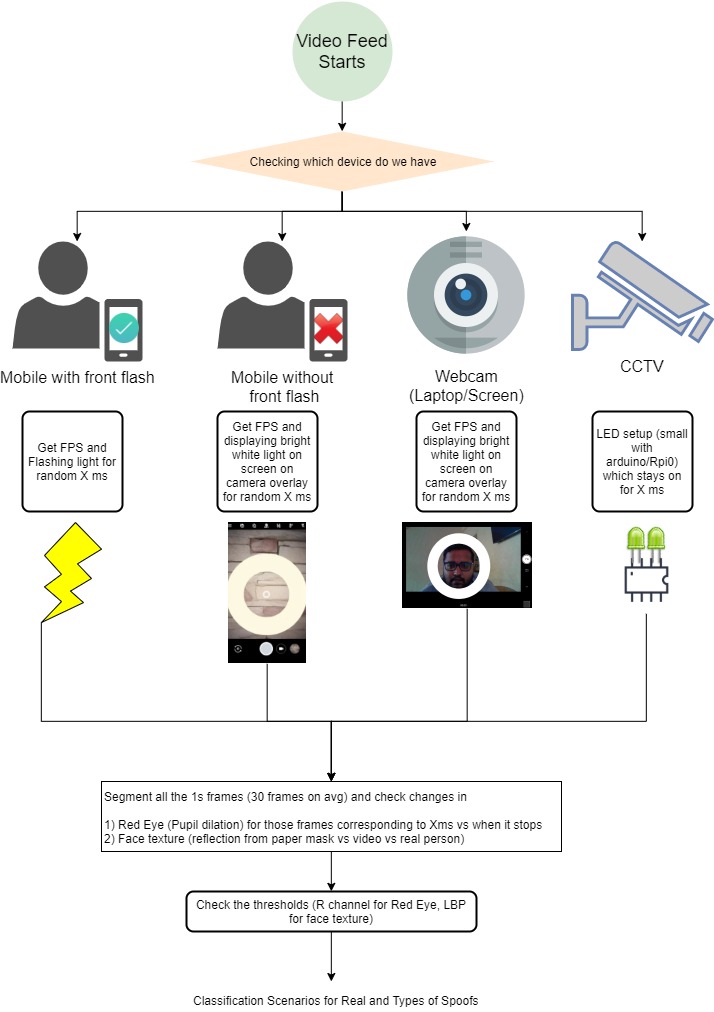 Video Feed
Starts
Checking which device do we have
Mobile with front flash
Mobile without
front flash
Webcam
(Laptop/Screen)
CCTV
Get FPS and
Flashing light for
random X ms
Get FPS and
displaying bright
white light on
screen on
camera overlay
for random X ms
Get FPS and
displaying bright
white light on
screen on
camera overlay
for random X ms
LED setup (small
with
arduino/Rpi0)
which stays on
for X ms
Segment all the 1s frames (30 frames on avg) and check changes in
1) Red Eye (Pupil dilation) for those frames corresponding to Xms vs when it stops
2) Face texture (reflection from paper mask vs video vs real person)
Check the thresholds (R channel for Red Eye, LBP
for face texture)
Classification Scenarios for Real and Types of Spoofs